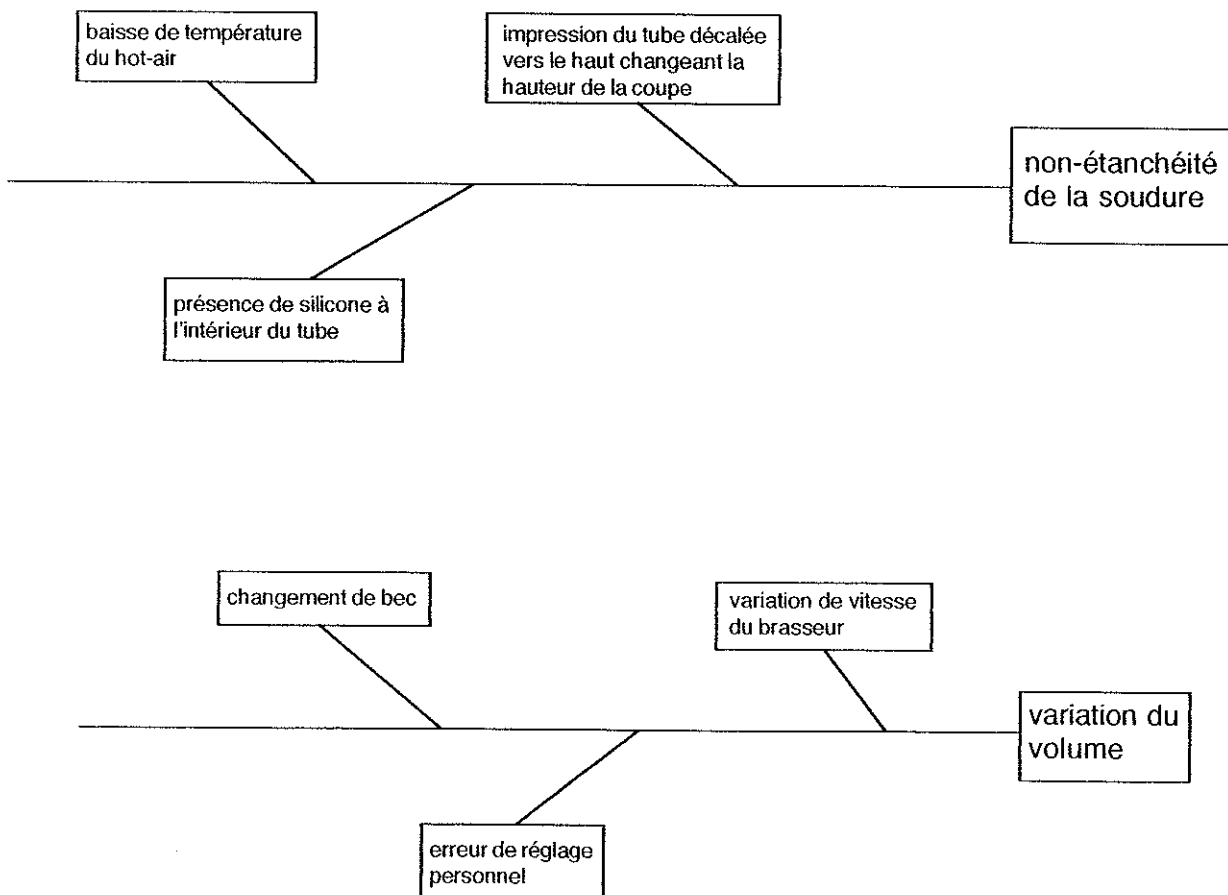 baisse de température
du hot-air
impression du tube décalée
vers le haut changeant la
hauteur de la coupe
non-étanchéité
de la soudure
présence de silicone à
l'intérieur du tube
changement de bec
variation de vitesse
du brasseur
variation du
volume
erreur de réglage
personnel